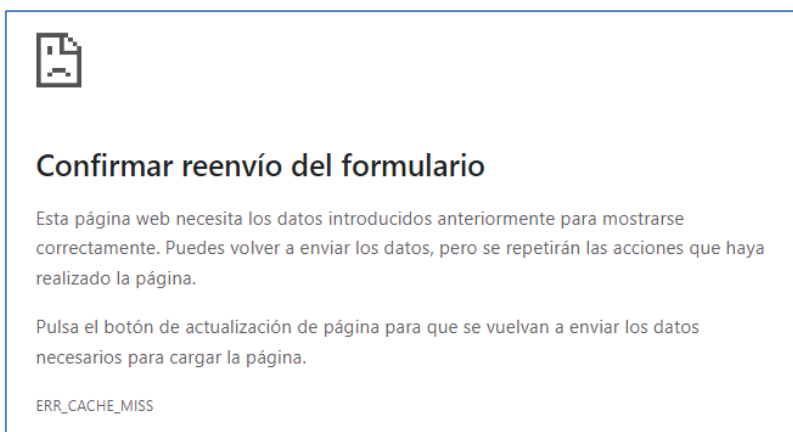 Confirmar reenvío del formulario
Esta página web necesita los datos introducidos anteriormente para mostrarse
correctamente. Puedes volver a enviar los datos, pero se repetirán las acciones que haya
realizado la página.
Pulsa el botón de actualización de página para que se vuelvan a enviar los datos
necesarios para cargar la página.
ERR_CACHE_MISS